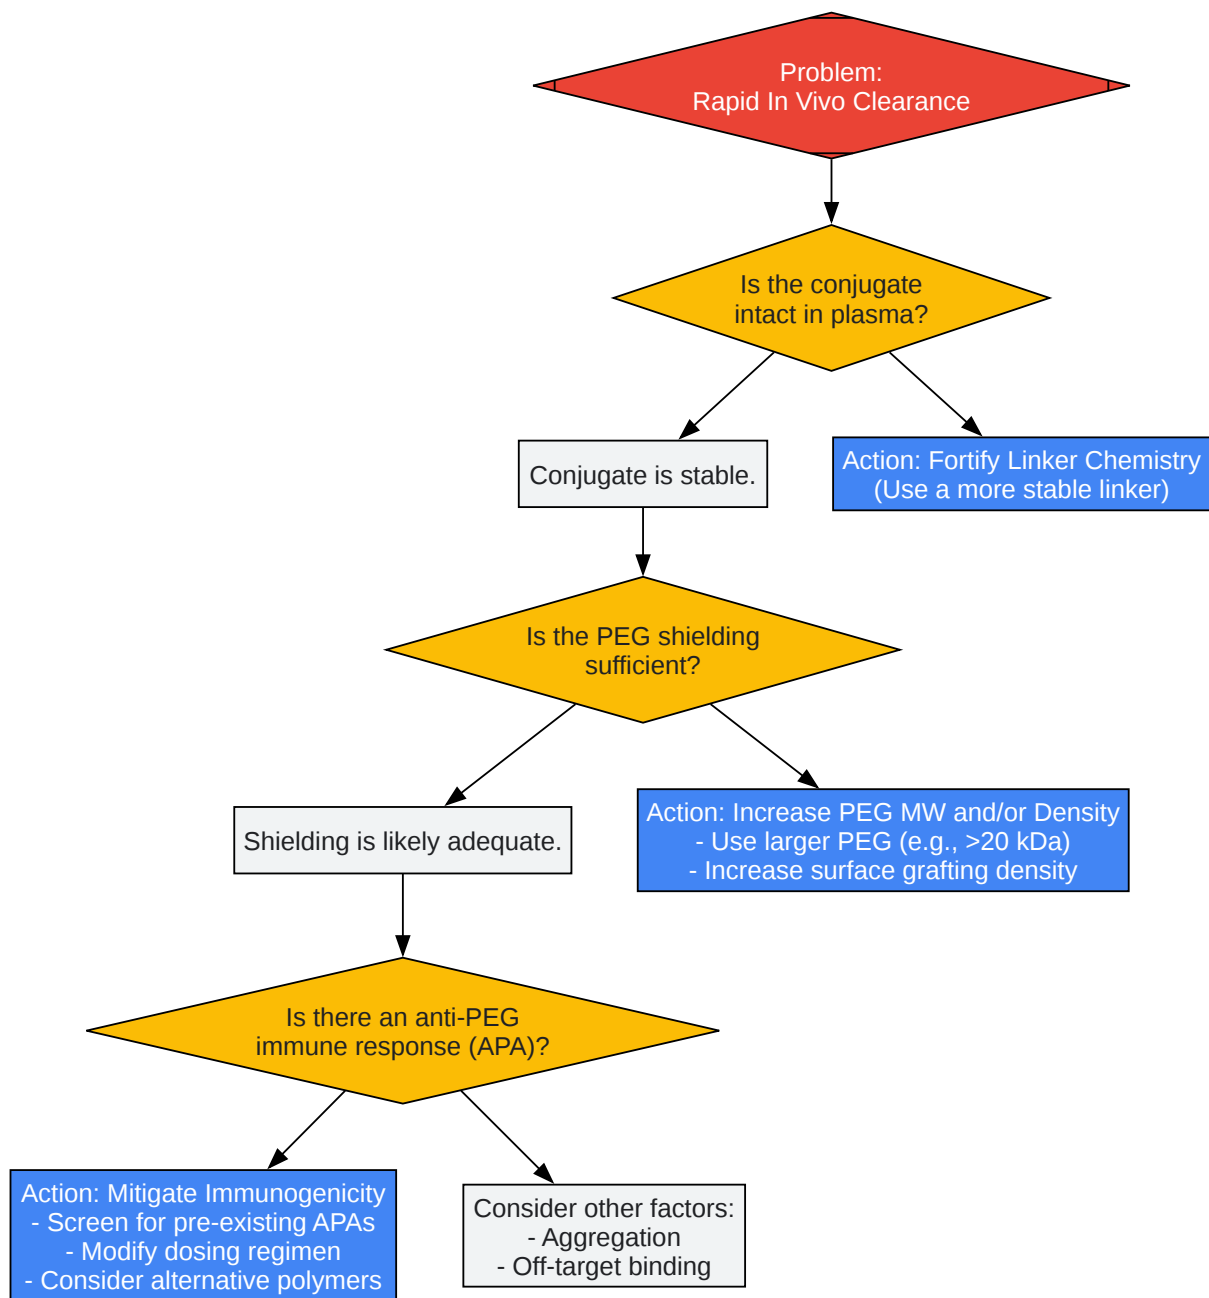 Problem:
Rapid In Vivo Clearance
Is the conjugate
intact in plasma?
Conjugate is stable.
Action: Fortify Linker Chemistry
(Use a more stable linker)
Is the PEG shielding
sufficient?
Shielding is likely adequate.
Action: Increase PEG MW and/or Density
- Use larger PEG (e.g., >20 kDa)
- Increase surface grafting density
Is there an anti-PEG
immune response (APA)?
Action: Mitigate Immunogenicity
- Screen for pre-existing APAs
- Modify dosing regimen
- Consider alternative polymers
Consider other factors:
- Aggregation
- Off-target binding